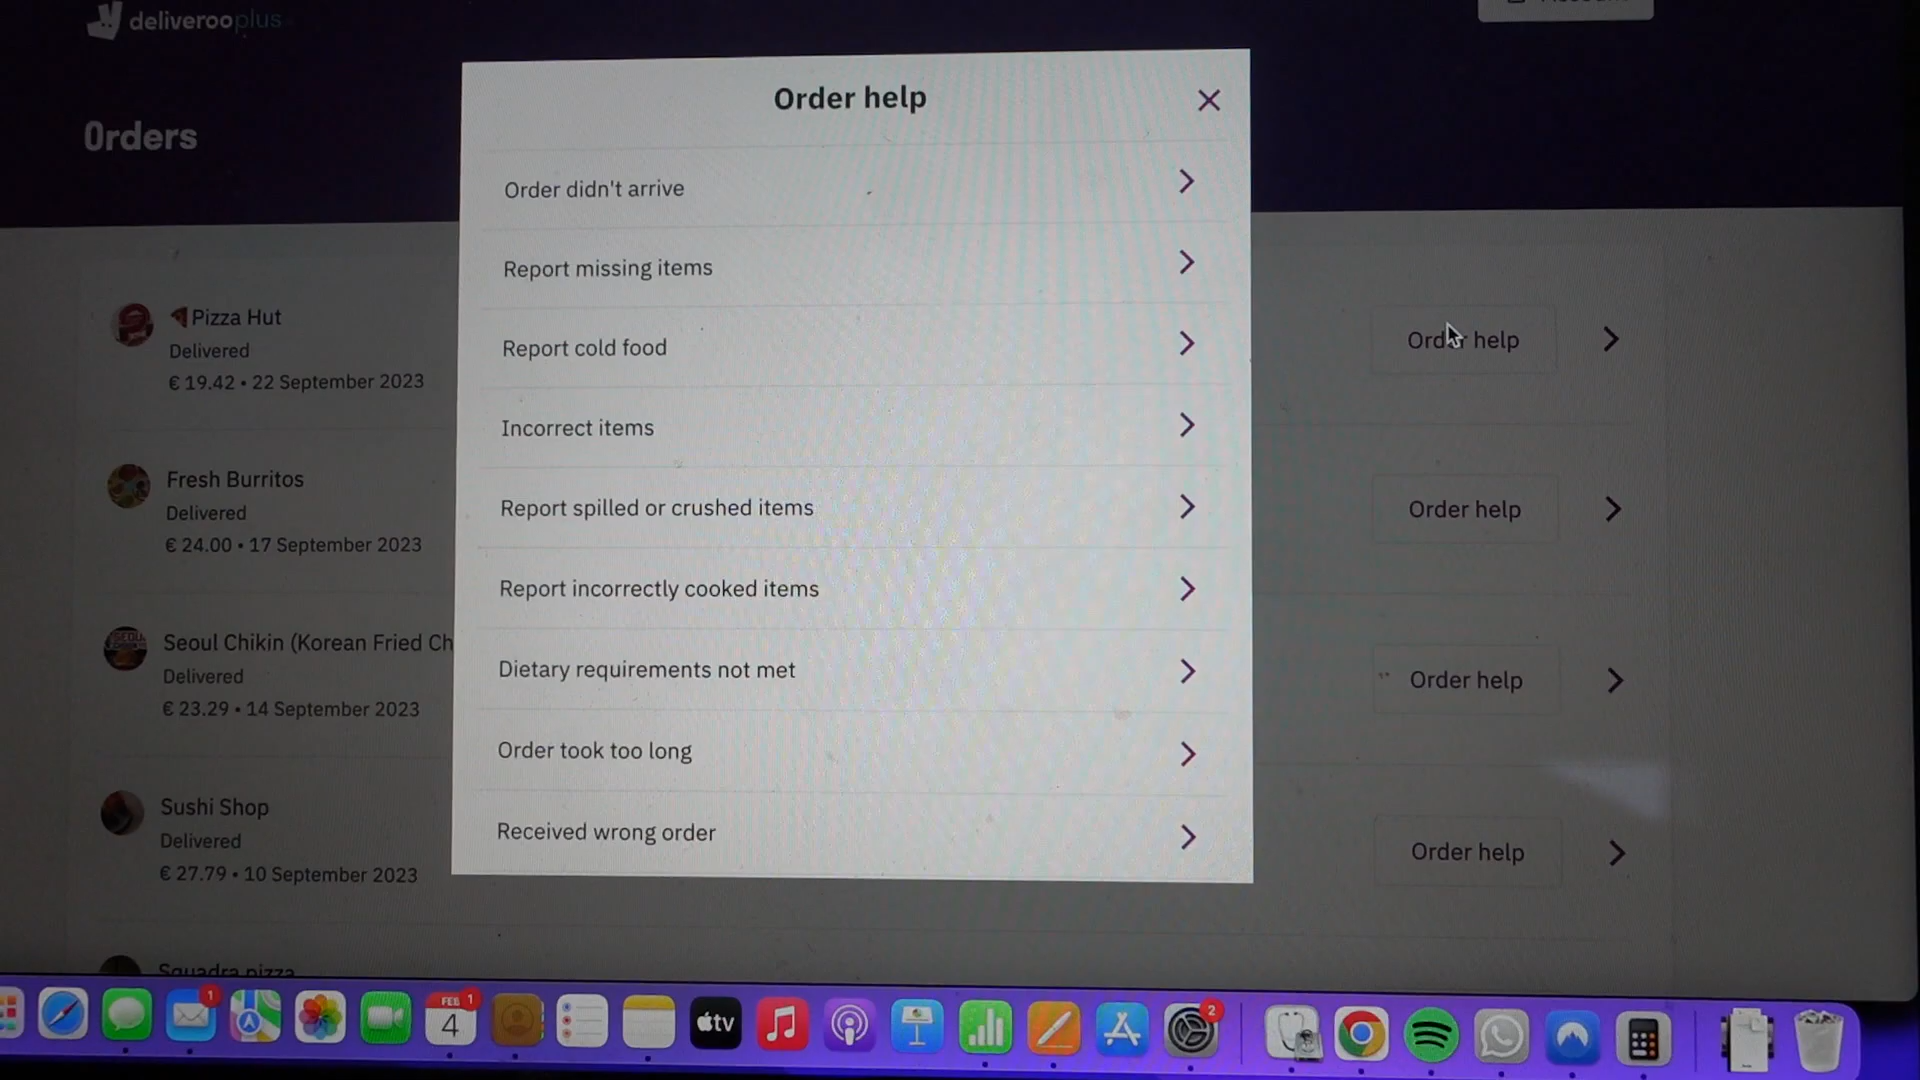 deliveroo plus
Orders
Order help
Order didn't arrive
Report missing items
Report cold food
Incorrect items
Report spilled or crushed items
Report incorrectly cooked items
Dietary requirements not met
Order took too long
Received wrong order
Pizza Hut
Delivered
€ 19.42 • 22 September 2023
Order help
Fresh Burritos
Delivered
€ 24.00 • 17 September 2023
Order help
Seoul Chikin (Korean Fried Ch
Delivered
€ 23.29 • 14 September 2023
Order help
Sushi Shop
Delivered
€ 27.79 • 10 September 2023
Order help
Squadra pizza
1
FEB
1
4
tv
2